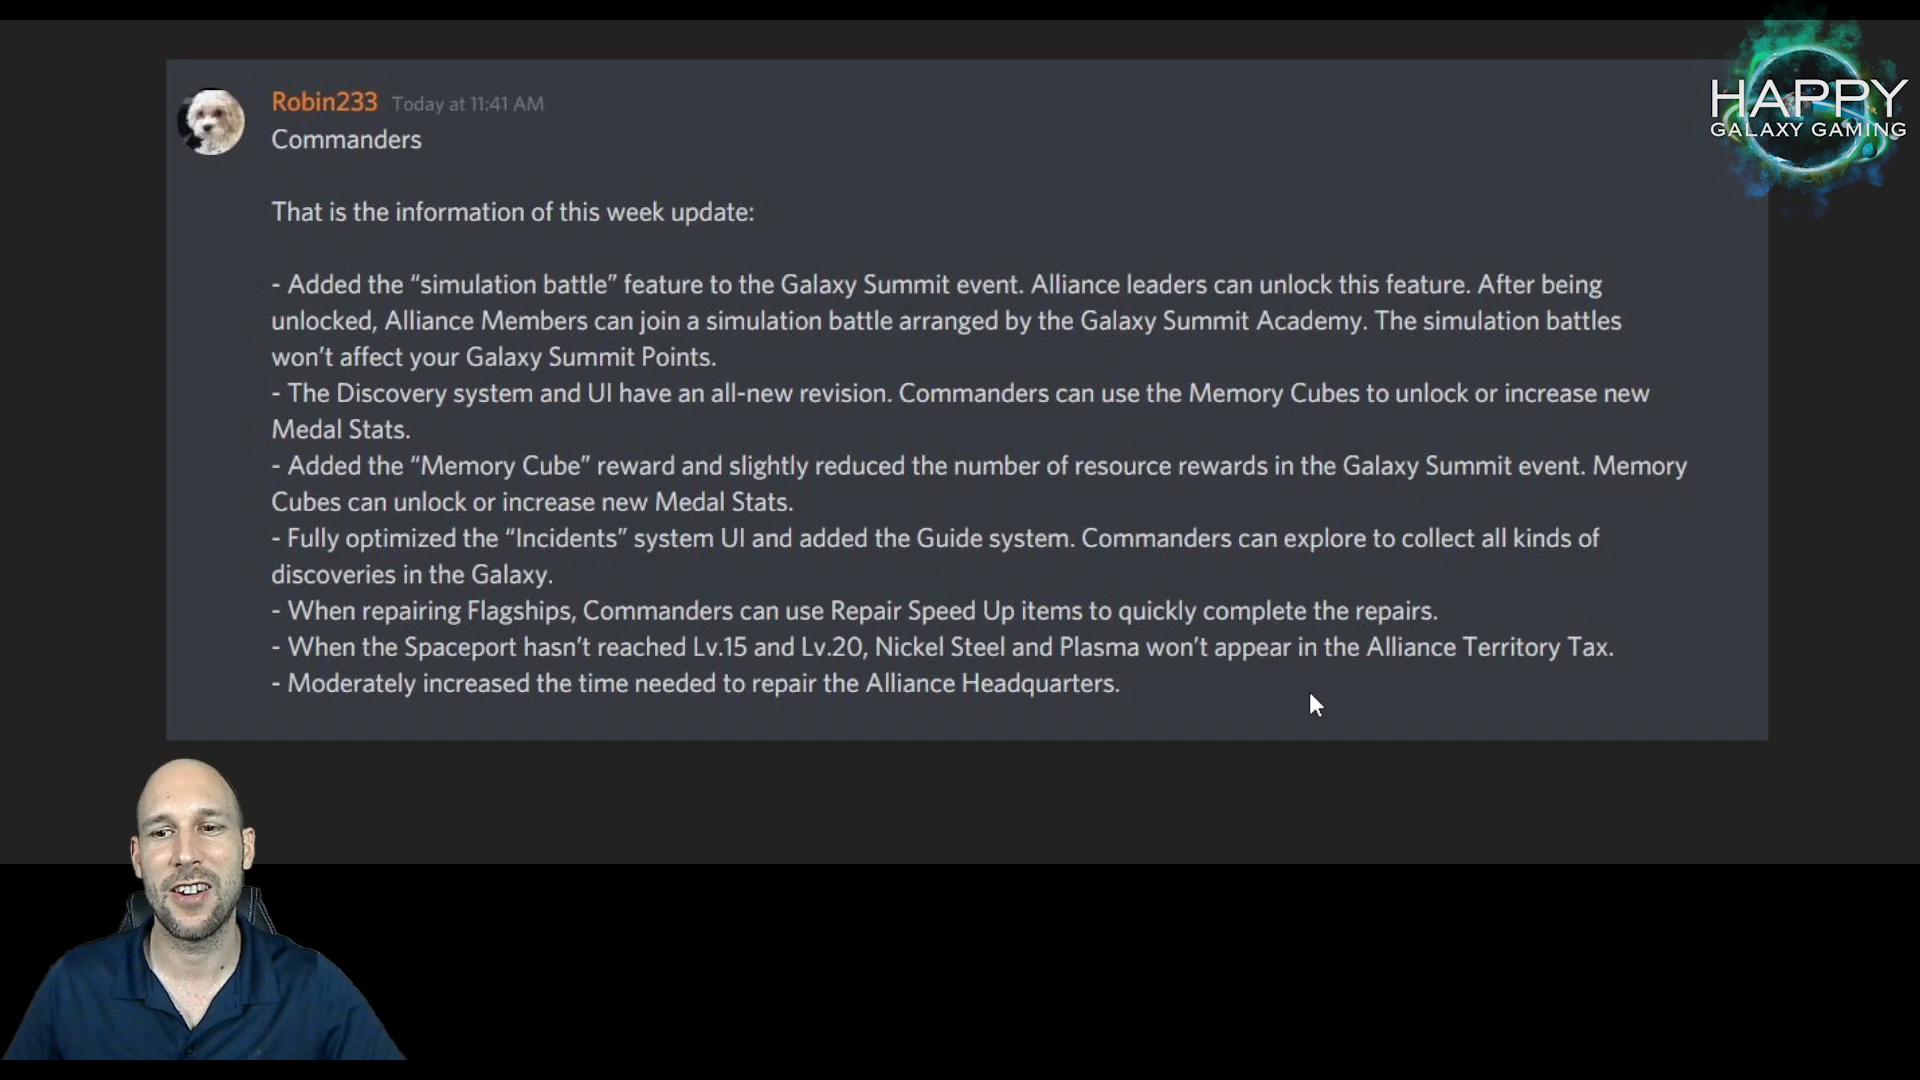 HAPPY
GALAXY GAMING
Robin233 Today at 11:41 AM
Commanders
That is the information of this week update:
- Added the “simulation battle” feature to the Galaxy Summit event. Alliance leaders can unlock this feature. After being
unlocked, Alliance Members can join a simulation battle arranged by the Galaxy Summit Academy. The simulation battles
won’t affect your Galaxy Summit Points.
- The Discovery system and UI have an all-new revision. Commanders can use the Memory Cubes to unlock or increase new
Medal Stats.
- Added the “Memory Cube” reward and slightly reduced the number of resource rewards in the Galaxy Summit event. Memory
Cubes can unlock or increase new Medal Stats.
- Fully optimized the “Incidents” system UI and added the Guide system. Commanders can explore to collect all kinds of
discoveries in the Galaxy.
- When repairing Flagships, Commanders can use Repair Speed Up items to quickly complete the repairs.
- When the Spaceport hasn’t reached Lv.15 and Lv.20, Nickel Steel and Plasma won’t appear in the Alliance Territory Tax.
- Moderately increased the time needed to repair the Alliance Headquarters.